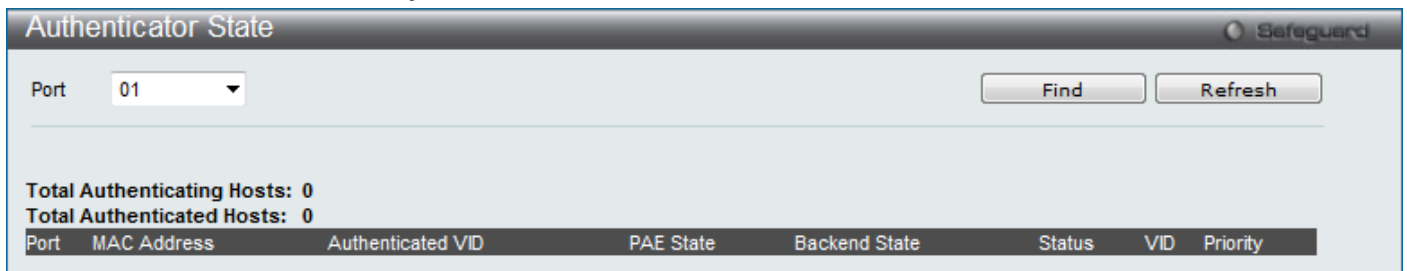 Authenticator State Safeguard
Port 01 Find Refresh
Total Authenticating Hosts: 0
Total Authenticated Hosts: 0
Port MAC Address Authenticated VID PAE State Backend State Status VID Priority